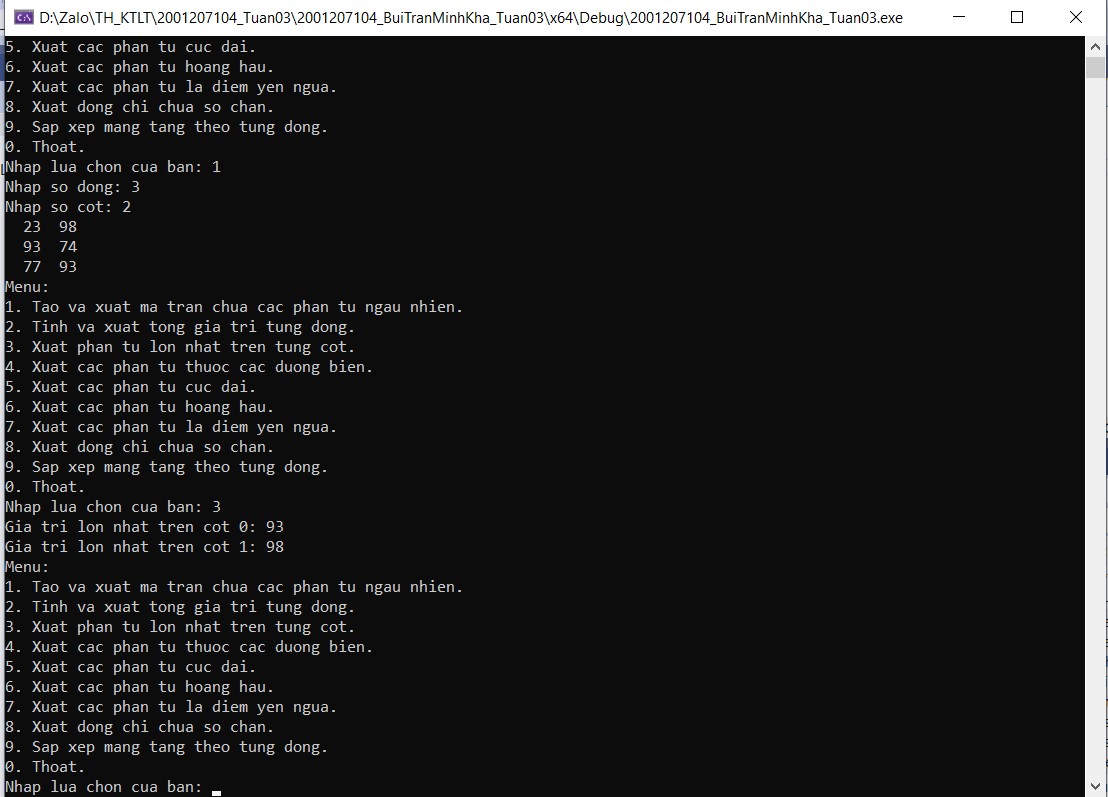 D:\Zalo\TH_KTLT\2001207104_Tuan03\2001207104_BuiTranMinhKha_Tuan03\x64\Debug\2001207104_BuiTranMinhKha_Tuan03.exe
5. Xuat cac phan tu cuc dai.
6. Xuat cac phan tu hoang hau.
7. Xuat cac phan tu la diem yen ngua.
8. Xuat dong chi chua so chan.
9. Sap xep mang tang theo tung dong.
0. Thoat.
Nhap lua chon cua ban: 1
Nhap so dong: 3
Nhap so cot: 2
23 98
93 74
77 93
Menu:
1. Tao va xuat ma tran chua cac phan tu ngau nhien.
2. Tinh va xuat tong gia tri tung dong.
3. Xuat phan tu lon nhat tren tung cot.
4. Xuat cac phan tu thuoc cac duong bien.
5. Xuat cac phan tu cuc dai.
6. Xuat cac phan tu hoang hau.
7. Xuat cac phan tu la diem yen ngua.
8. Xuat dong chi chua so chan.
9. Sap xep mang tang theo tung dong.
0. Thoat.
Nhap lua chon cua ban: 3
Gia tri lon nhat tren cot 0: 93
Gia tri lon nhat tren cot 1: 98
Menu:
1. Tao va xuat ma tran chua cac phan tu ngau nhien.
2. Tinh va xuat tong gia tri tung dong.
3. Xuat phan tu lon nhat tren tung cot.
4. Xuat cac phan tu thuoc cac duong bien.
5. Xuat cac phan tu cuc dai.
6. Xuat cac phan tu hoang hau.
7. Xuat cac phan tu la diem yen ngua.
8. Xuat dong chi chua so chan.
9. Sap xep mang tang theo tung dong.
0. Thoat.
Nhap lua chon cua ban: